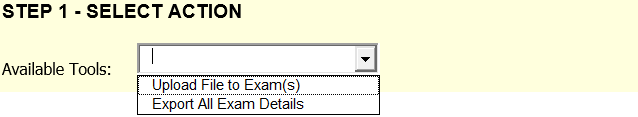 STEP 1 - SELECT ACTION
Available Tools:
Upload File to Exam(s)
Export All Exam Details